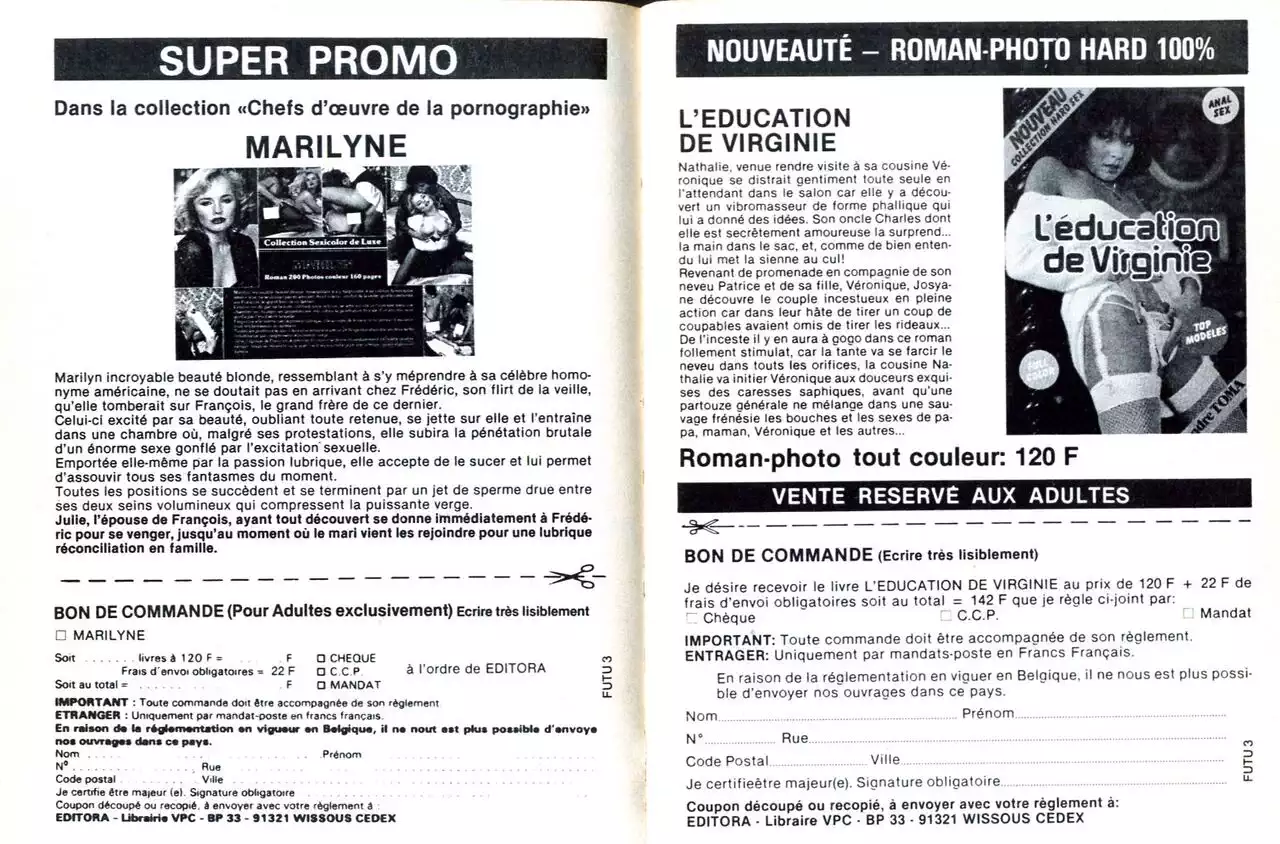 SUPER PROMO
Dans la collection «Chefs d'œuvre de la pornographie»
MARILYNE
Collection Sexicolor de Luxe
MARILYN
Roman 200 Photos couleur 160 pages
Marilyn incroyable beauté blonde, ressemblant à s'y méprendre à sa célèbre homo-
nyme américaine, ne se doutait pas en arrivant chez Frédéric, son flirt de la veille,
qu'elle tomberait sur François, le grand frère de ce dernier.
Celui-ci excité par sa beauté, oubliant toute retenue, se jette sur elle et l'entraîne
dans une chambre où, malgré ses protestations, elle subira la pénétation brutale
d'un énorme sexe gonflé par l'excitation sexuelle.
Emportée elle-même par la passion lubrique, elle accepte de le sucer et lui permet
d'assouvir tous ses fantasmes du moment.
Toutes les positions se succèdent et se terminent par un jet de sperme drue entre
ses deux seins volumineux qui compressent la puissante verge.
Julie, l'épouse de François, ayant tout découvert se donne immédiatement à Frédé-
ric pour se venger, jusqu'au moment où le mari vient les rejoindre pour une lubrique
réconciliation en famille.
BON DE COMMANDE (Pour Adultes exclusivement) Ecrire très lisiblement
☐ MARILYNE
Soit ....... livres à 120 F = ..... F ☐ CHEQUE
Frais d'envoi obligatoires = 22 F ☐ C.C.P. à l'ordre de EDITORA
Soit au total = ............ F ☐ MANDAT
IMPORTANT : Toute commande doit être accompagnée de son règlement
ETRANGER : Uniquement par mandat-poste en francs français.
En raison de la réglementation en vigueur en Belgique, il ne nout est plus possible d'envoye
nos ouvrages dans ce pays.
Nom .................... Prénom ....................
N° .................... Rue ....................
Code postal .......... Ville ....................
Je certifie être majeur (e). Signature obligatoire ....................
Coupon découpé ou recopié, à envoyer avec votre règlement à :
EDITORA - Librairie VPC - BP 33 - 91321 WISSOUS CEDEX
FUTU 3
NOUVEAUTÉ – ROMAN-PHOTO HARD 100%
L'EDUCATION
DE VIRGINIE
Nathalie, venue rendre visite à sa cousine Vé-
ronique se distrait gentiment toute seule en
l'attendant dans le salon car elle y a décou-
vert un vibromasseur de forme phallique qui
lui a donné des idées. Son oncle Charles dont
elle est secrètement amoureuse la surprend...
la main dans le sac, et, comme de bien enten-
du lui met la sienne au cul!
Revenant de promenade en compagnie de son
neveu Patrice et de sa fille, Véronique, Josya-
ne découvre le couple incestueux en pleine
action car dans leur hâte de tirer un coup de
coupables avaient omis de tirer les rideaux...
De l'inceste il y en aura à gogo dans ce roman
follement stimulat, car la tante va se farcir le
neveu dans touts les orifices, la cousine Na-
thalie va initier Véronique aux douceurs exqui-
ses des caresses saphiques, avant qu'une
partouze générale ne mélange dans une sau-
vage frénésie les bouches et les sexes de pa-
pa, maman, Véronique et les autres...
NOUVEAU
COLLECTION HARD SEX
ANAL
SEX
L'éducation
de Virginie
TOP
MODELES
FULL
COLOR
TOMA
Roman-photo tout couleur: 120 F
VENTE RESERVÉ AUX ADULTES
BON DE COMMANDE (Ecrire très lisiblement)
Je désire recevoir le livre L'EDUCATION DE VIRGINIE au prix de 120 F + 22 F de
frais d'envoi obligatoires soit au total = 142 F que je règle ci-joint par:
☐ Chèque ☐ C.C.P. ☐ Mandat
IMPORTANT: Toute commande doit être accompagnée de son règlement.
ENTRAGER: Uniquement par mandats-poste en Francs Français.
En raison de la réglementation en viguer en Belgique, il ne nous est plus possi-
ble d'envoyer nos ouvrages dans ce pays.
Nom.................... Prénom....................
N°.................... Rue....................
Code Postal.................... Ville....................
Je certifieêtre majeur(e). Signature obligatoire....................
Coupon découpé ou recopié, à envoyer avec votre règlement à:
EDITORA - Libraire VPC - BP 33 - 91321 WISSOUS CEDEX
FUTU3